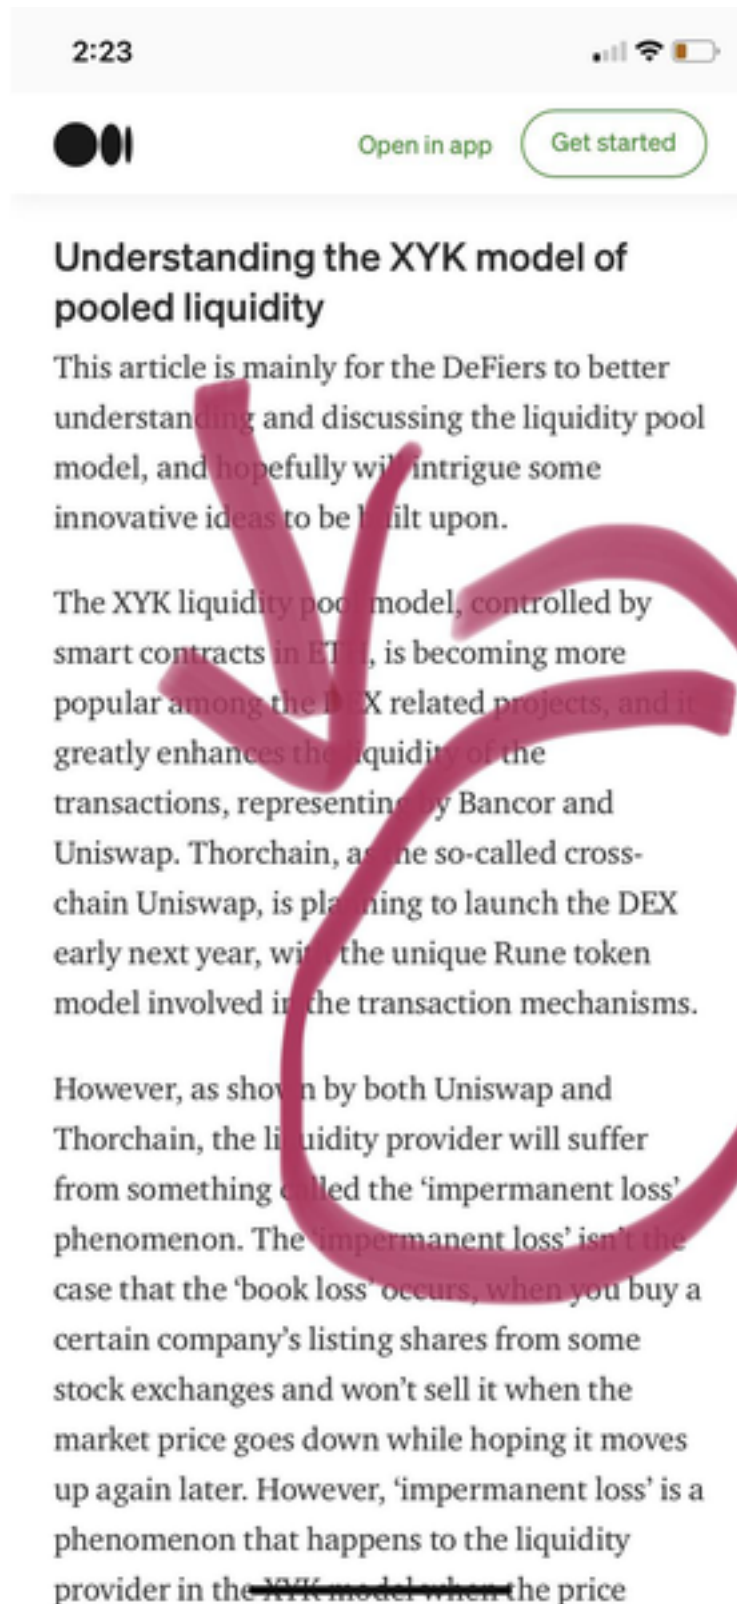 2:23
Open in app
Get started
Understanding the XYK model of
pooled liquidity
This article is mainly for the DeFiers to better
understanding and discussing the liquidity pool
model, and hopefully will intrigue some
innovative ideas to be built upon.
The XYK liquidity pool model, controlled by
smart contracts in ETH, is becoming more
popular among the DEX related projects, and it
greatly enhances the liquidity of the
transactions, representing by Bancor and
Uniswap. Thorchain, as the so-called cross-
chain Uniswap, is planning to launch the DEX
early next year, with the unique Rune token
model involved in the transaction mechanisms.
However, as shown by both Uniswap and
Thorchain, the liquidity provider will suffer
from something called the ‘impermanent loss’
phenomenon. The ‘impermanent loss’ isn’t the
case that the ‘book loss’ occurs, when you buy a
certain company’s listing shares from some
stock exchanges and won’t sell it when the
market price goes down while hoping it moves
up again later. However, ‘impermanent loss’ is a
phenomenon that happens to the liquidity
provider in the XYK model when the price